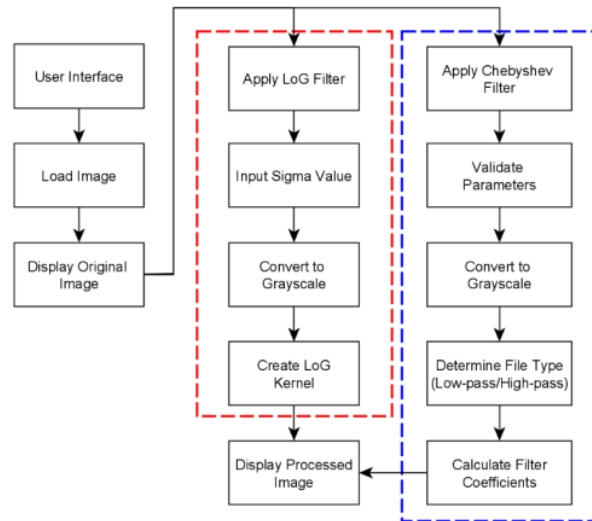 User Interface
Load Image
Display Original
Image
Apply LoG Filter
Input Sigma Value
Convert to
Grayscale
Create LoG
Kernel
Display Processed
Image
Apply Chebyshev
Filter
Validate
Parameters
Convert to
Grayscale
Determine File Type
(Low-pass/High-pass)
Calculate Filter
Coefficients